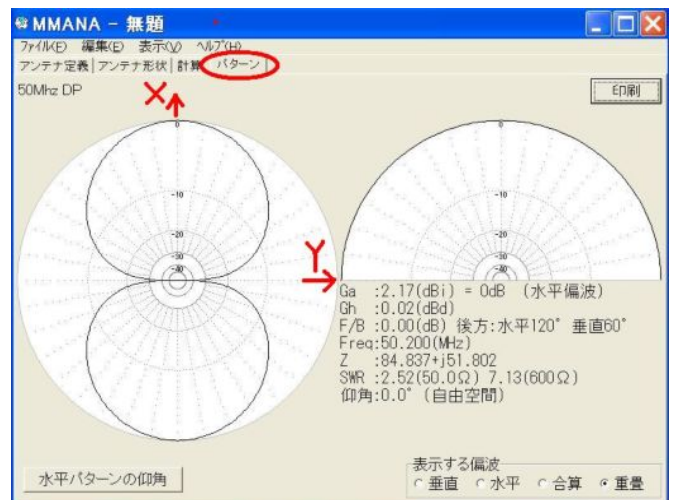 MMANA - 無題
ファイル(F) 編集(E) 表示(V) ヘルプ(H)
アンテナ定義 アンテナ形状 計算 パターン
50Mhz DP
X
印刷
0
-10
-20
-30
-40
0
-10
-20
-30
-40
Y
Ga :2.17(dBi) = 0dB (水平偏波)
Gh :0.02(dBd)
F/B :0.00(dB) 後方:水平120° 垂直60°
Freq:50.200(MHz)
Z :84.837+j51.802
SWR :2.52(50.0Ω) 7.13(600Ω)
仰角:0.0° (自由空間)
水平パターンの仰角
表示する偏波
垂直 水平 合算 重畳